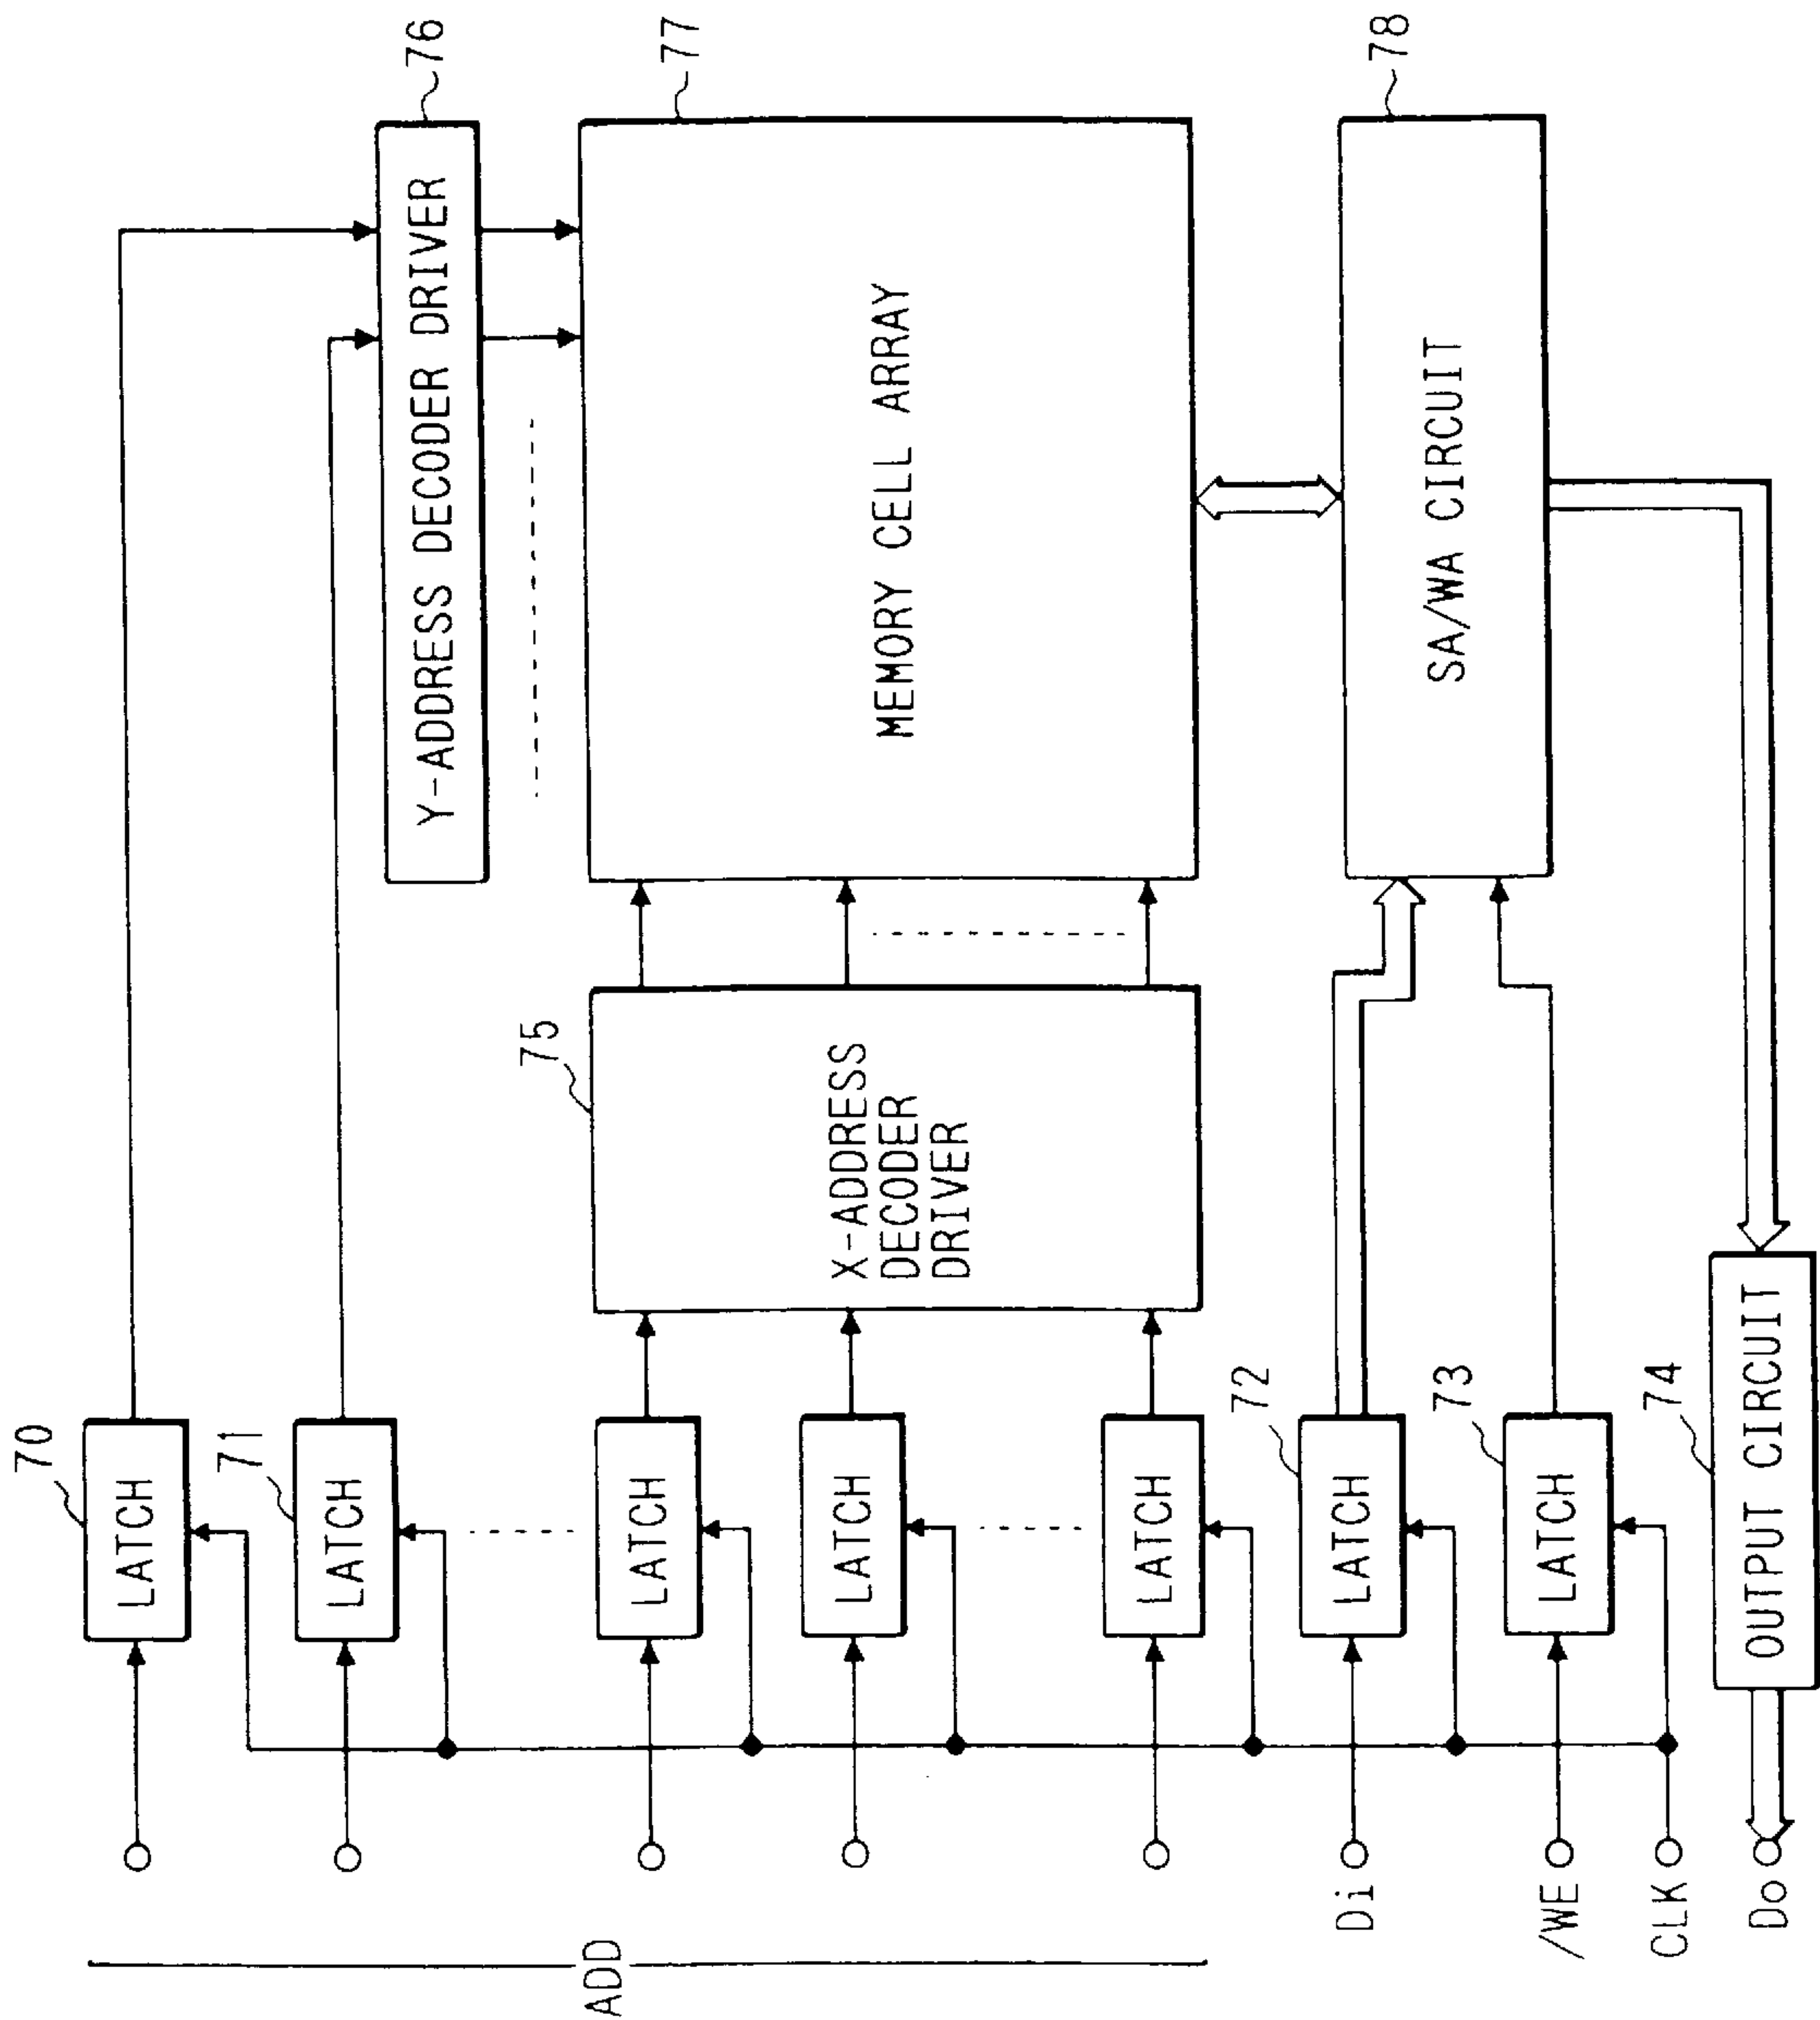 70
LATCH
71
LATCH
LATCH
LATCH
LATCH
72
LATCH
73
LATCH
74
OUTPUT CIRCUIT
75
X-ADDRESS
DECODER
DRIVER
76
Y-ADDRESS DECODER DRIVER
77
MEMORY CELL ARRAY
78
SA/WA CIRCUIT
ADD
Di
/WE
CLK
Do